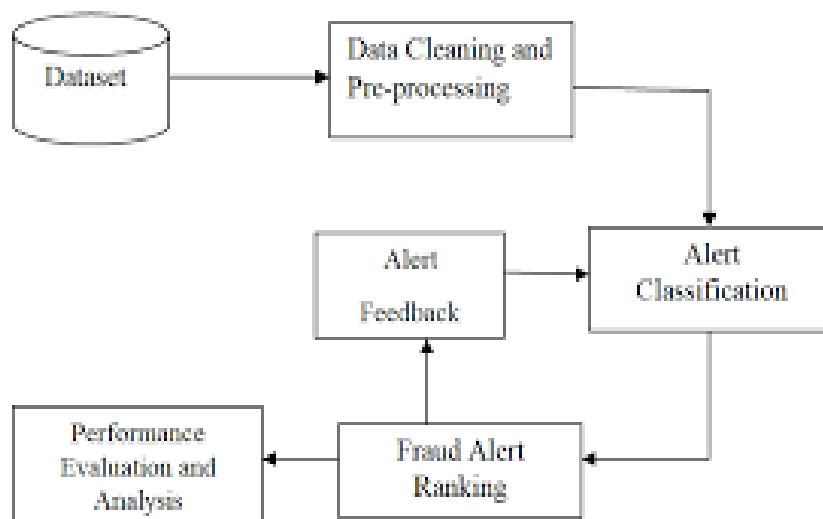 Dataset
Data Cleaning and
Pre-processing
Alert
Feedback
Alert
Classification
Performance
Evaluation and
Analysis
Fraud Alert
Ranking